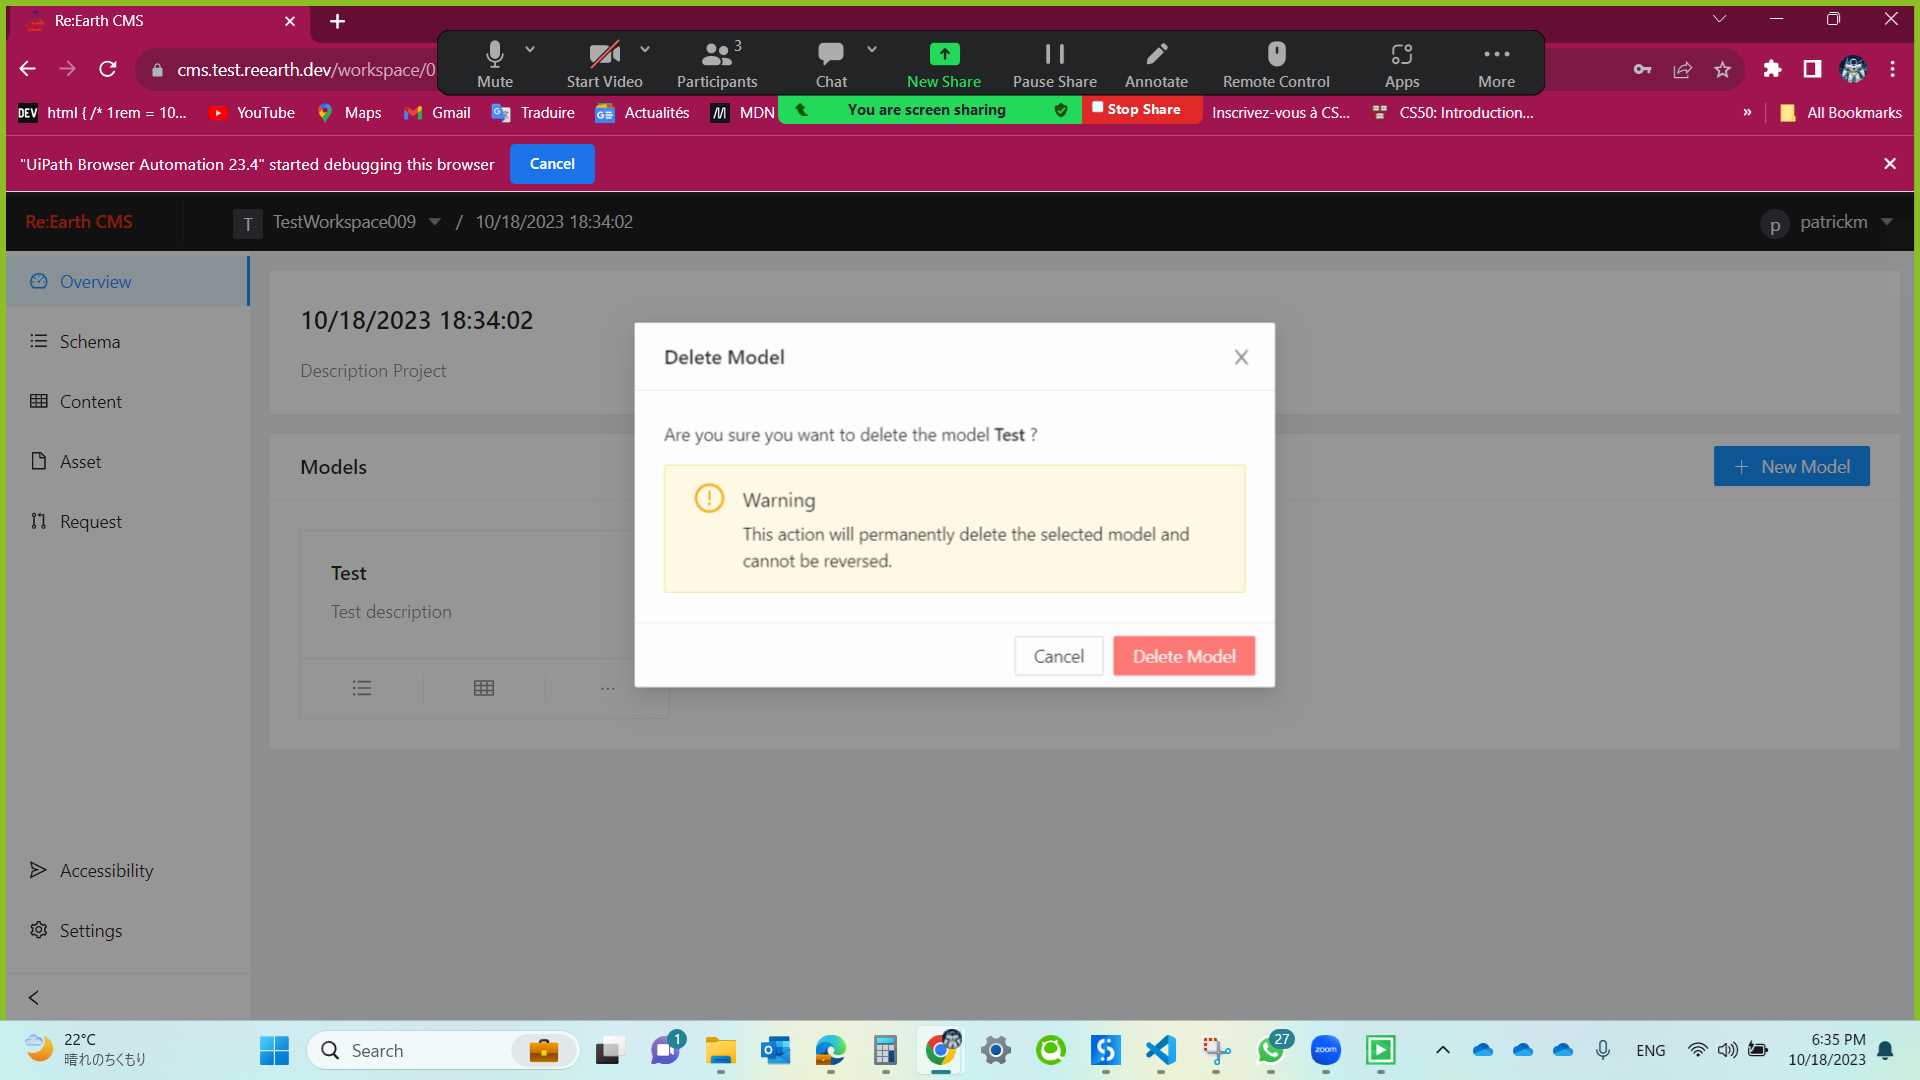 Re:Earth CMS
cms.test.reearth.dev/workspace/0
Mute
Start Video
3
Participants
Chat
New Share
Pause Share
Annotate
Remote Control
Apps
More
You are screen sharing
Stop Share
DEV html { /* 1rem = 10...
YouTube
Maps
Gmail
Traduire
Actualités
MDN
Inscrivez-vous à CS...
CS50: Introduction...
»
All Bookmarks
"UiPath Browser Automation 23.4" started debugging this browser
Cancel
Re:Earth CMS
T TestWorkspace009 / 10/18/2023 18:34:02
p patrickm
Overview
Schema
Content
Asset
Request
Accessibility
Settings
10/18/2023 18:34:02
Description Project
Models
New Model
Test
Test description
Delete Model
Are you sure you want to delete the model Test ?
Warning
This action will permanently delete the selected model and
cannot be reversed.
Cancel
Delete Model
22°C
晴れのちくもり
Search
1
27
zoom
ENG
6:35 PM
10/18/2023